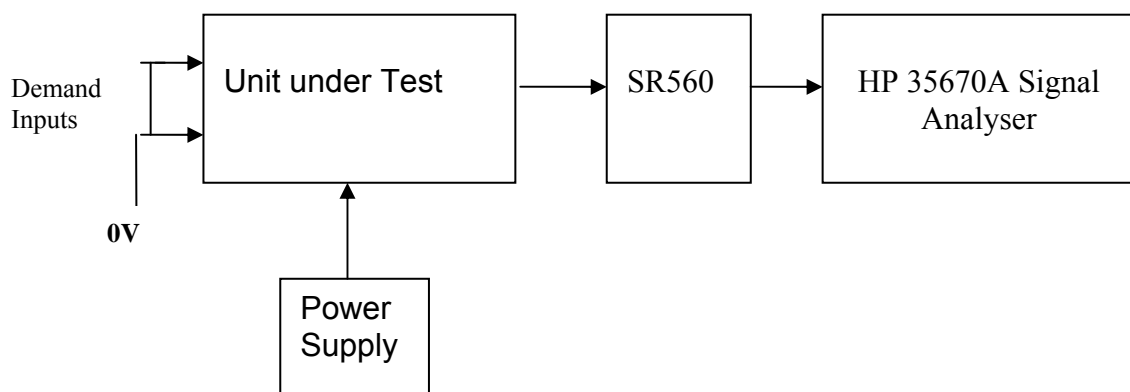 Demand
Inputs
0V
Unit under Test
Power
Supply
SR560
HP 35670A Signal
Analyser